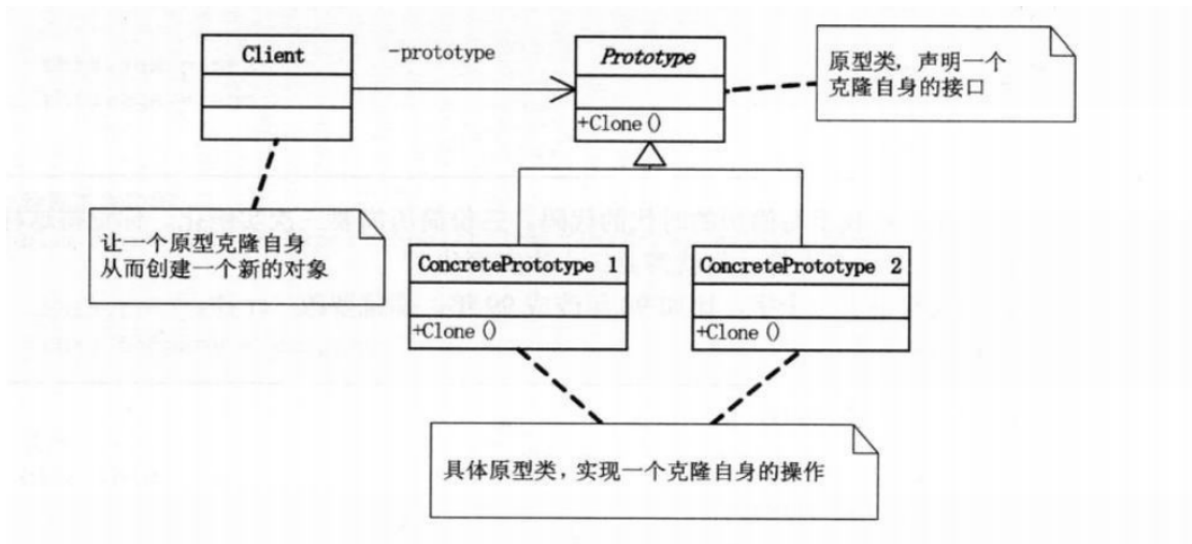 Client
-prototype
Prototype
+Clone()
原型类，声明一个
克隆自身的接口
让一个原型克隆自身
从而创建一个新的对象
ConcretePrototype 1
+Clone()
ConcretePrototype 2
+Clone()
具体原型类，实现一个克隆自身的操作